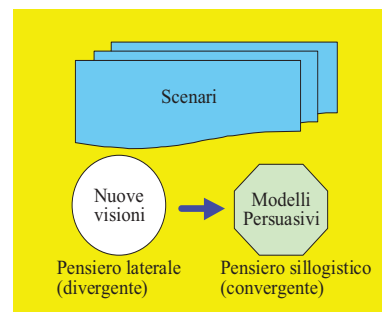 Scenari
Nuove
visioni
Modelli
Persuasivi
Pensiero laterale
(divergente)
Pensiero sillogistico
(convergente)